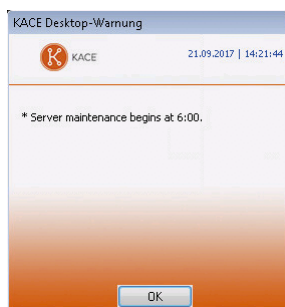 KACE Desktop-Warnung
KACE
21.09.2017 | 14:21:44
* Server maintenance begins at 6:00.
OK